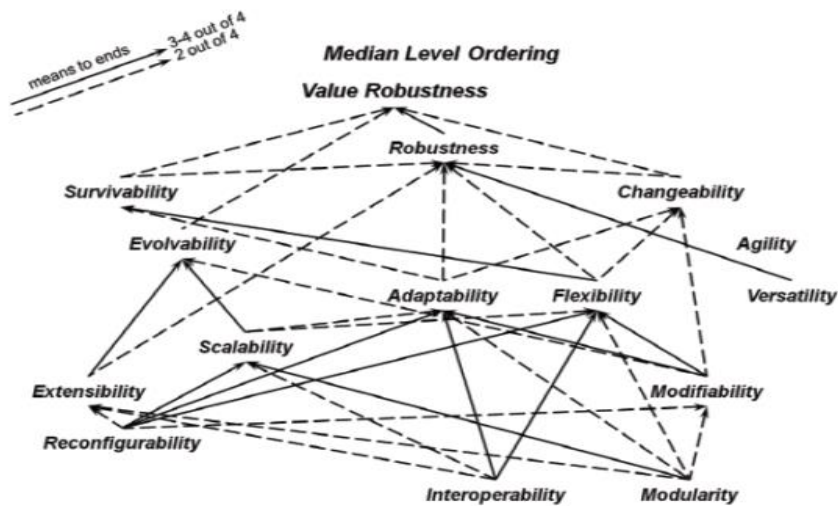 3-4 out of 4
means to ends
2 out of 4
Median Level Ordering
Value Robustness
Robustness
Survivability
Changeability
Evolvability
Agility
Adaptability
Flexibility
Versatility
Scalability
Extensibility
Modifiability
Reconfigurability
Interoperability
Modularity